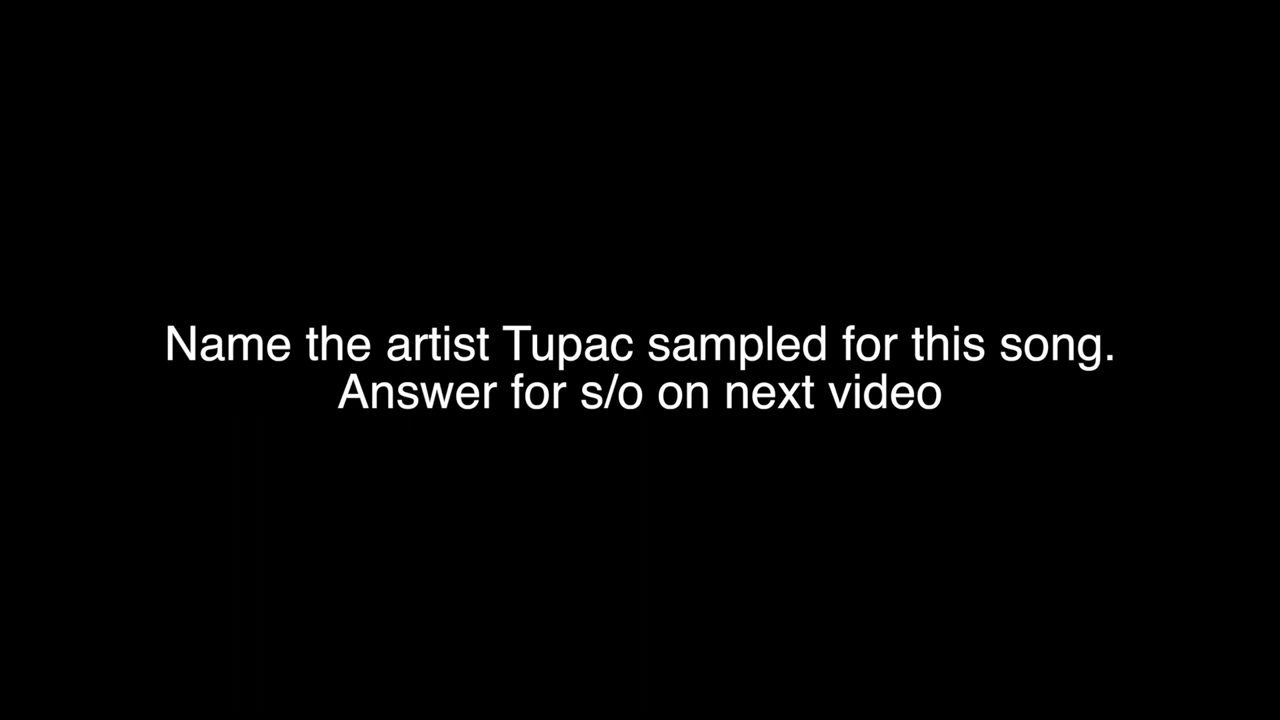 Name the artist Tupac sampled for this song.
Answer for s/o on next video